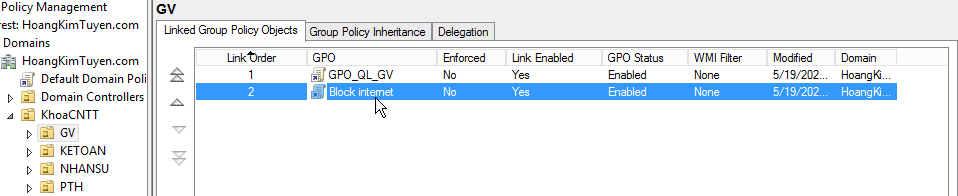 Policy Management
rest: HoangKimTuyen.com
Domains
HoangKimTuyen.com
Default Domain Poli
Domain Controllers
KhoaCNTT
GV
KETOAN
NHANSU
PTH
GV
Linked Group Policy Objects Group Policy Inheritance Delegation
Link Order GPO Enforced Link Enabled GPO Status WMI Filter Modified Domain
1 GPO_QL_GV No Yes Enabled None 5/19/202... HoangKi...
2 Block internet No Yes Enabled None 5/19/202... HoangKi...